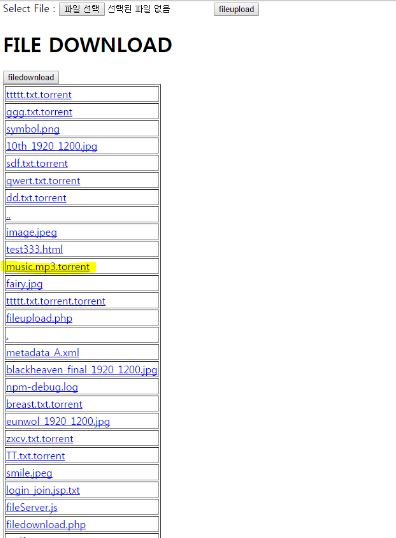 Select File : 파일 선택 선택된 파일 없음 fileupload
FILE DOWNLOAD
filedownload
ttttt.txt.torrent
ggg.txt.torrent
symbol.png
10th_1920_1200.jpg
sdf.txt.torrent
qwert.txt.torrent
dd.txt.torrent
..
image.jpeg
test333.html
music.mp3.torrent
fairy.jpg
ttttt.txt.torrent.torrent
fileupload.php
.
metadata_A.xml
blackheaven_final_1920_1200.jpg
npm-debug.log
breast.txt.torrent
eunwol_1920_1200.jpg
zxcv.txt.torrent
TT.txt.torrent
smile.jpeg
login_join.jsp.txt
fileServer.js
filedownload.php